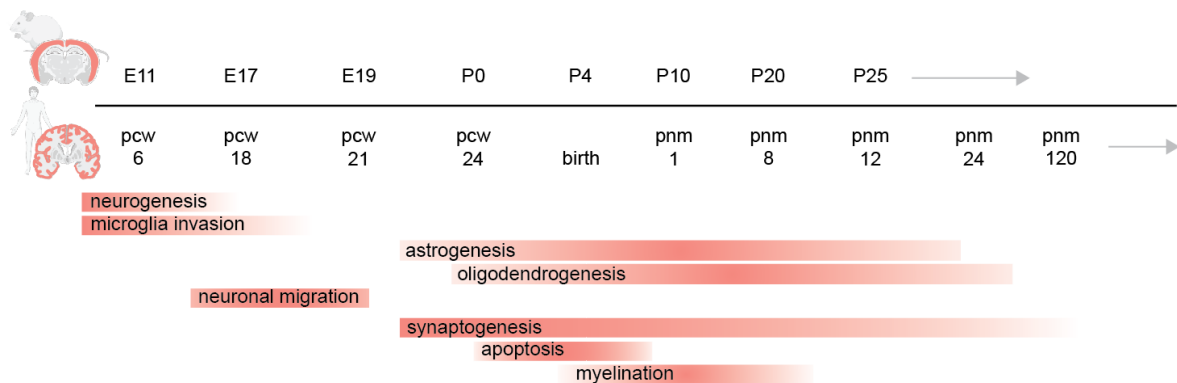 E11 E17 E19 P0 P4 P10 P20 P25
pcw pcw pcw pcw pnm pnm pnm pnm pnm
6 18 21 24 birth 1 8 12 24 120
neurogenesis
microglia invasion
astrogenesis
oligodendrogenesis
neuronal migration
synaptogenesis
apoptosis
myelination